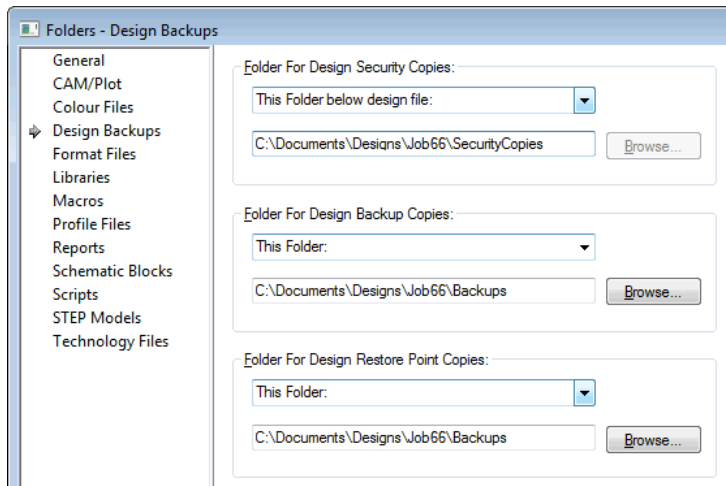 Folders - Design Backups
General
CAM/Plot
Colour Files
Design Backups
Format Files
Libraries
Macros
Profile Files
Reports
Schematic Blocks
Scripts
STEP Models
Technology Files
Folder For Design Security Copies:
This Folder below design file:
C:\Documents\Designs\Job66\SecurityCopies
Browse...
Folder For Design Backup Copies:
This Folder:
C:\Documents\Designs\Job66\Backups
Browse...
Folder For Design Restore Point Copies:
This Folder:
C:\Documents\Designs\Job66\Backups
Browse...